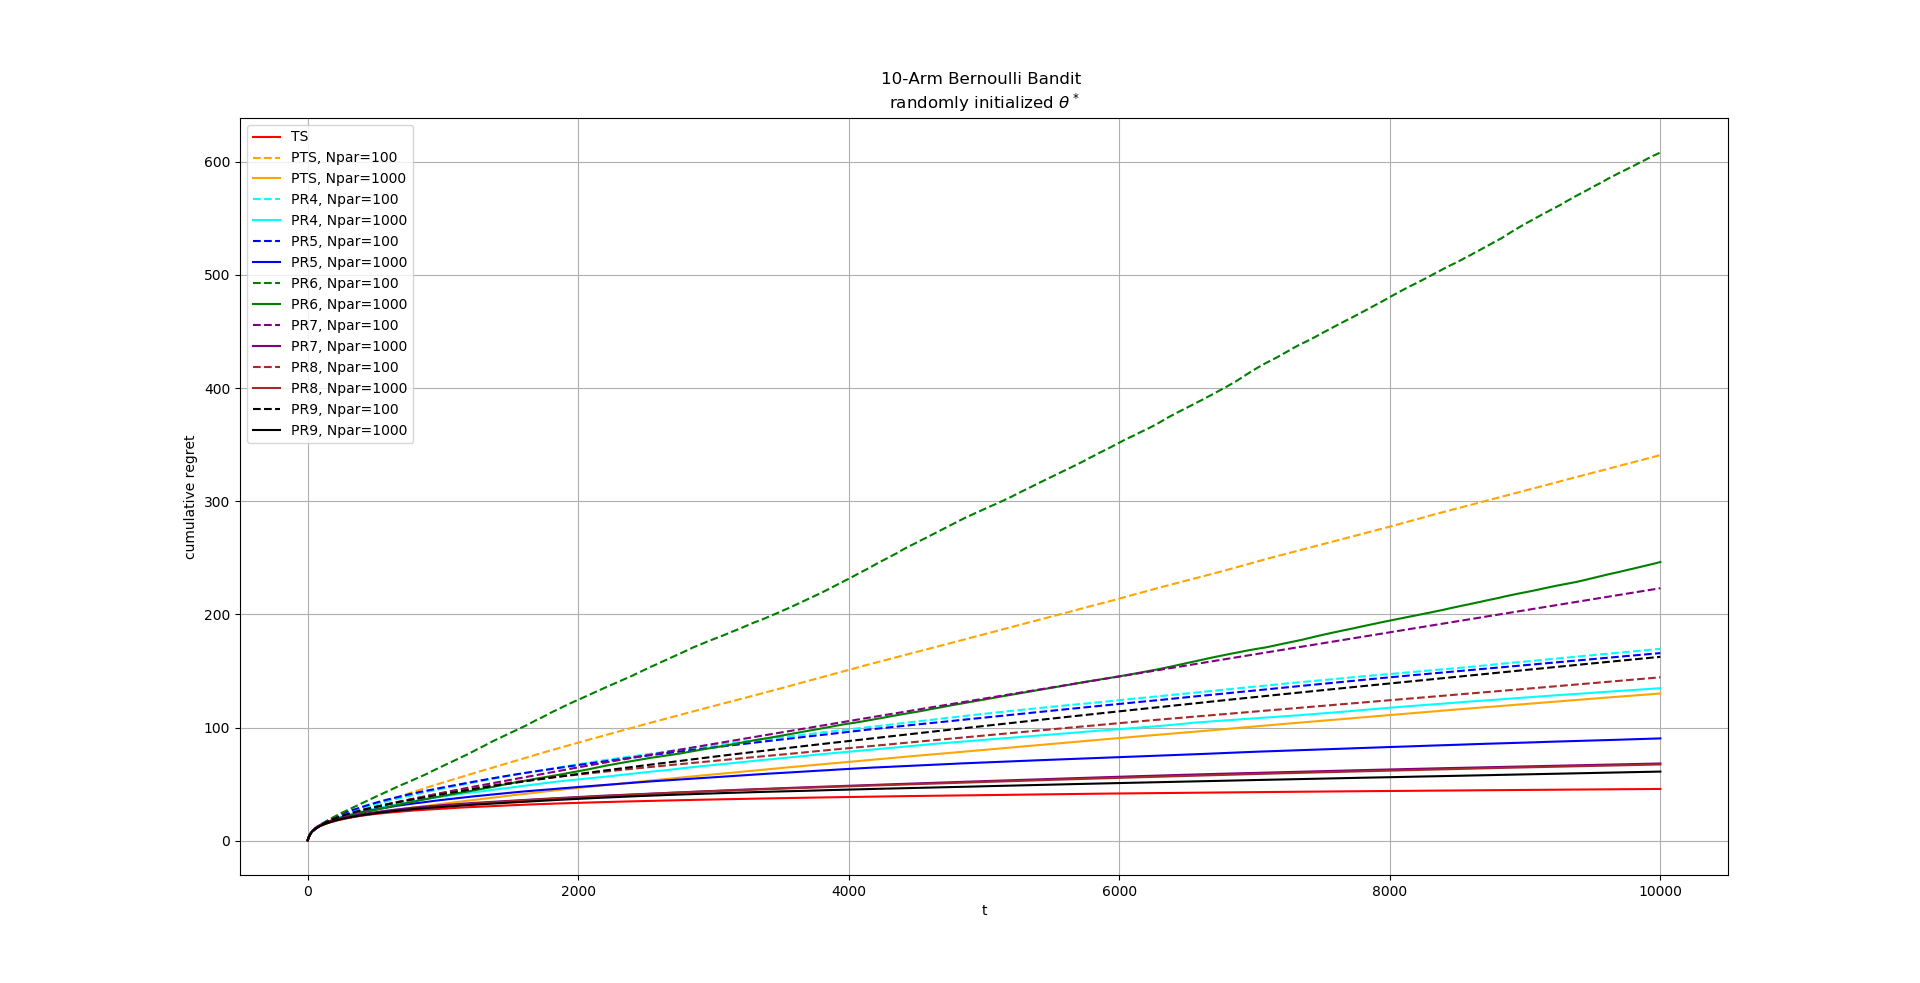 10-Arm Bernoulli Bandit
randomly initialized θ*
TS
PTS, Npar=100
PTS, Npar=1000
PR4, Npar=100
PR4, Npar=1000
PR5, Npar=100
PR5, Npar=1000
PR6, Npar=100
PR6, Npar=1000
PR7, Npar=100
PR7, Npar=1000
PR8, Npar=100
PR8, Npar=1000
PR9, Npar=100
PR9, Npar=1000
600
500
400
300
200
100
0
cumulative regret
0 2000 4000 6000 8000 10000
t